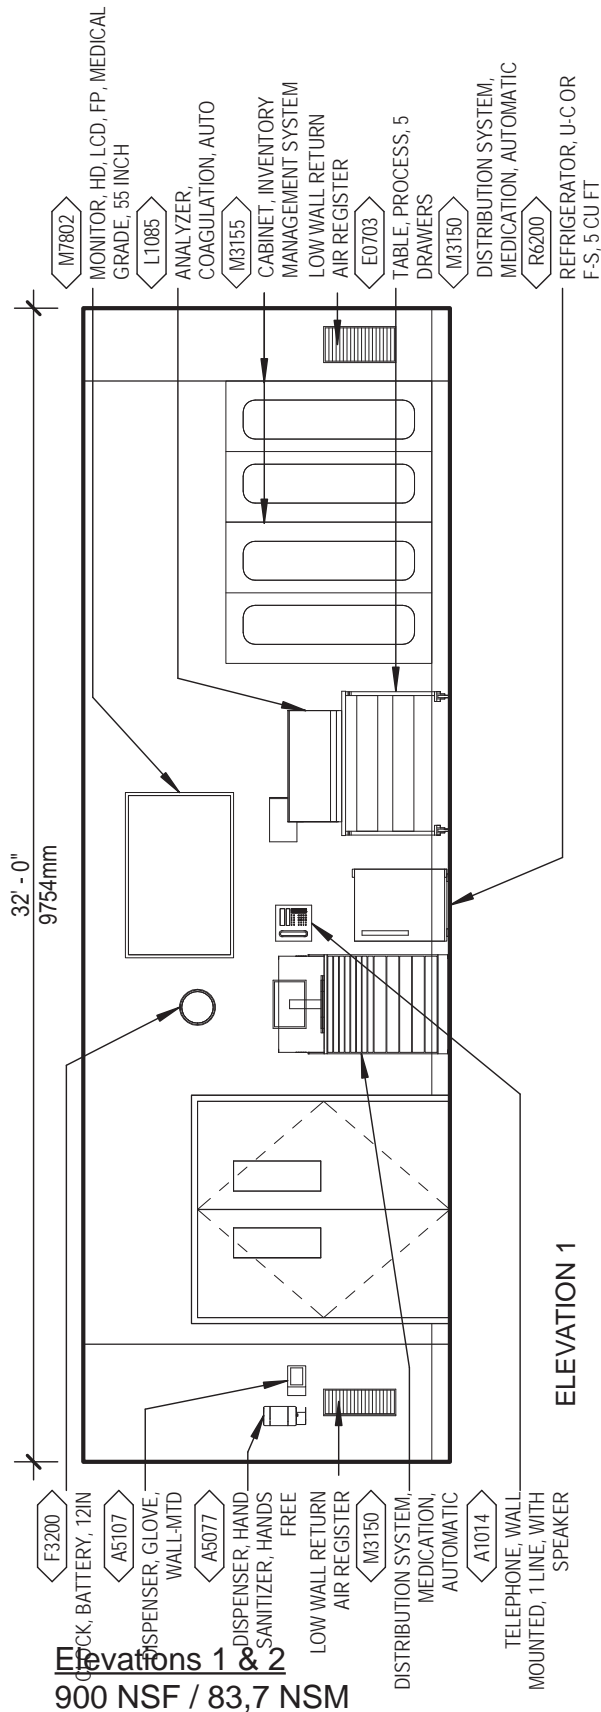 32' - 0"
9754mm
M7802
MONITOR, HD, LCD, FP, MEDICAL
GRADE, 55 INCH
L1085
ANALYZER,
COAGULATION, AUTO
M3155
CABINET, INVENTORY
MANAGEMENT SYSTEM
LOW WALL RETURN
AIR REGISTER
E0703
TABLE, PROCESS, 5
DRAWERS
M3150
DISTRIBUTION SYSTEM,
MEDICATION, AUTOMATIC
R6200
REFRIGERATOR, U-C OR
F-S, 5 CU FT
F3200
CLOCK, BATTERY, 12IN
A5107
DISPENSER, GLOVE,
WALL-MTD
A5077
DISPENSER, HAND
SANITIZER, HANDS
FREE
LOW WALL RETURN
AIR REGISTER
M3150
DISTRIBUTION SYSTEM,
MEDICATION,
AUTOMATIC
A1014
TELEPHONE, WALL
MOUNTED, 1 LINE, WITH
SPEAKER
ELEVATION 1
Elevations 1 & 2
900 NSF / 83,7 NSM